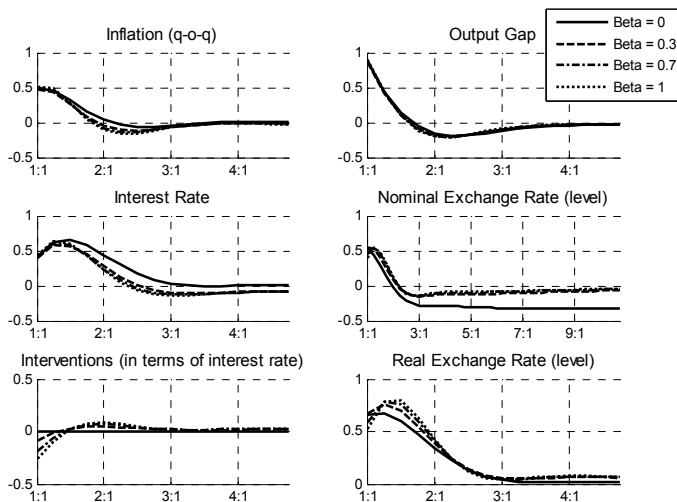 Inflation (q-o-q)
1
0.5
0
-0.5
1:1 2:1 3:1 4:1
Output Gap
1
0.5
0
-0.5
1:1 2:1 3:1 4:1
Beta = 0
Beta = 0.3
Beta = 0.7
Beta = 1
Interest Rate
1
0.5
0
-0.5
1:1 2:1 3:1 4:1
Nominal Exchange Rate (level)
1
0.5
0
-0.5
1:1 3:1 5:1 7:1 9:1
Interventions (in terms of interest rate)
0.5
0
-0.5
1:1 2:1 3:1 4:1
Real Exchange Rate (level)
1
0.5
0
1:1 2:1 3:1 4:1